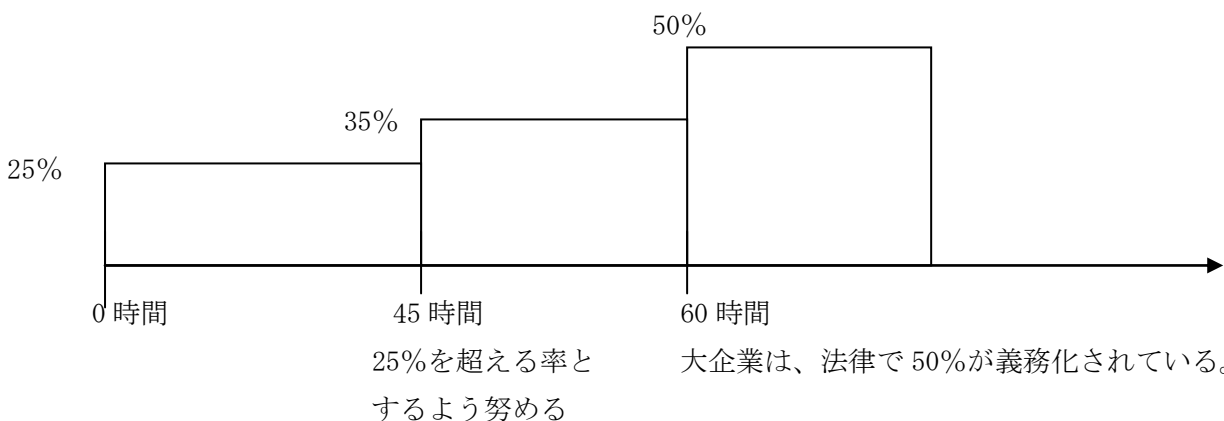 50%
35%
25%
0 時間
45 時間
60 時間
25%を超える率と
するよう努める
大企業は、法律で 50%が義務化されている。